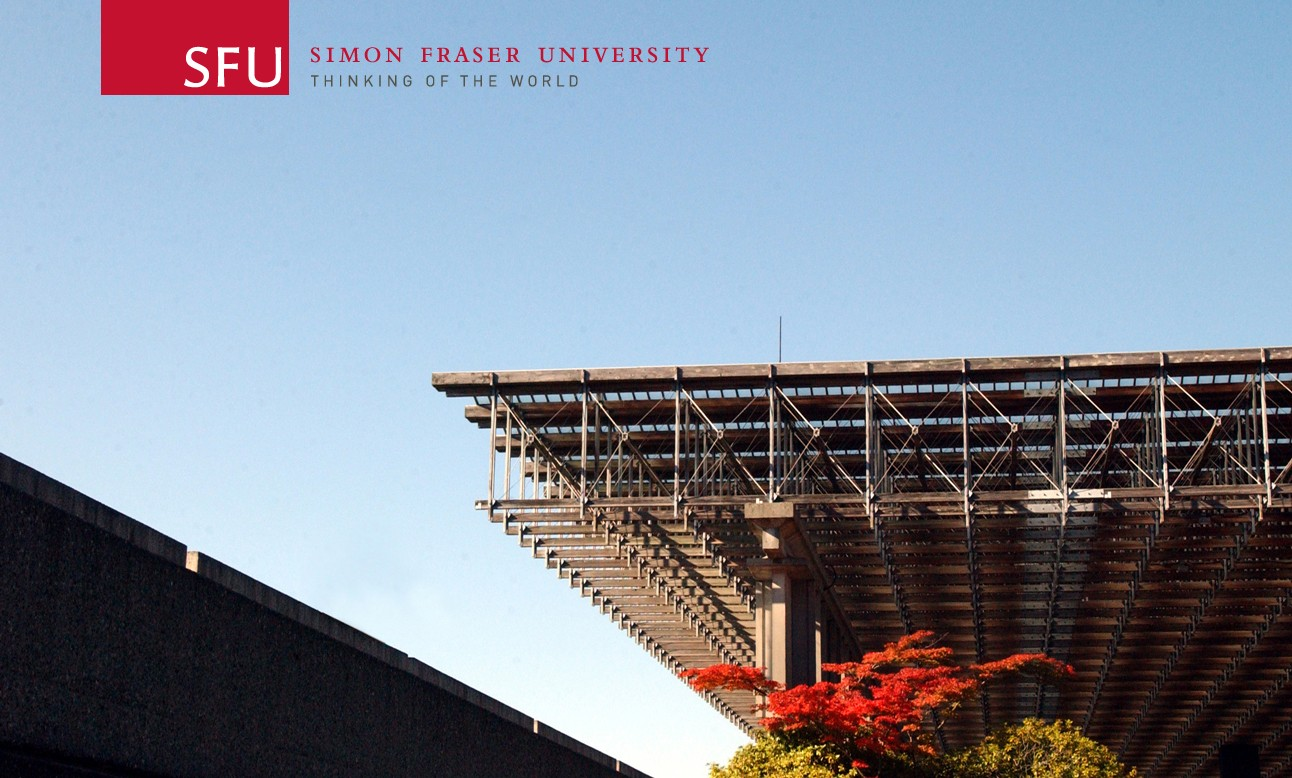 SFU
SIMON FRASER UNIVERSITY
THINKING OF THE WORLD